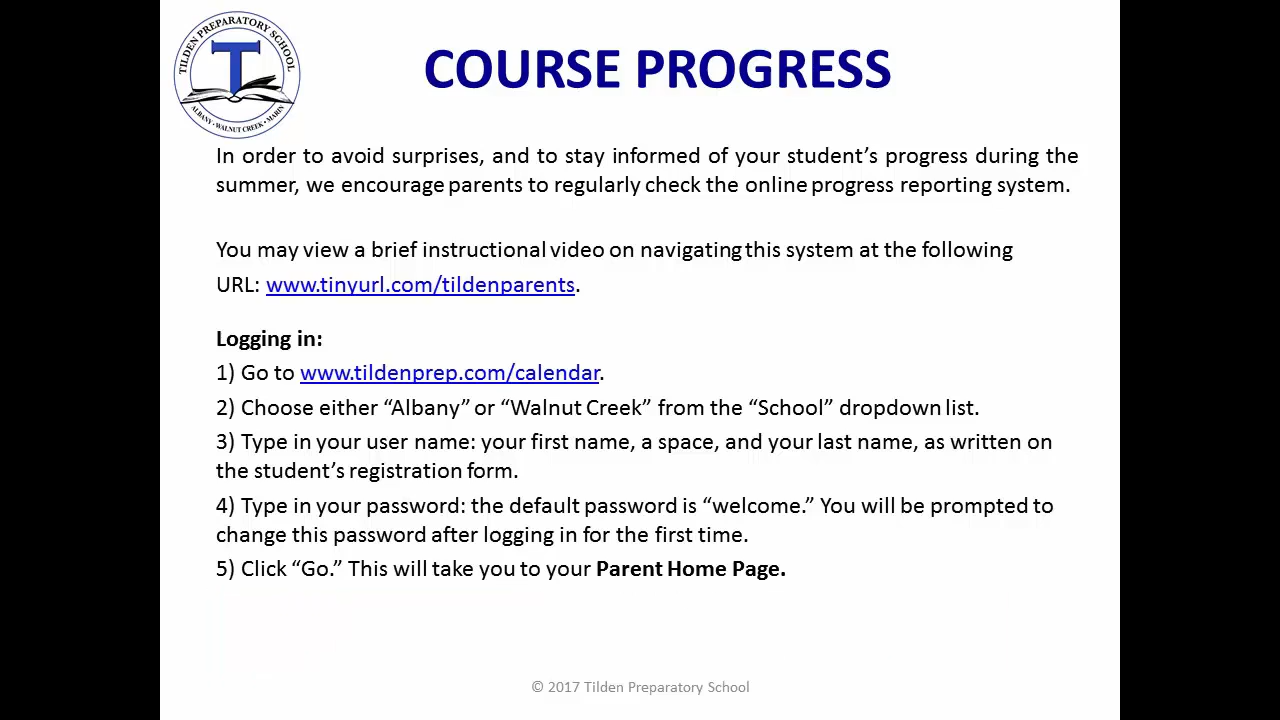 TILDEN PREPARATORY SCHOOL
T
ALBANY · WALNUT CREEK · MARIN
COURSE PROGRESS
In order to avoid surprises, and to stay informed of your student’s progress during the
summer, we encourage parents to regularly check the online progress reporting system.
You may view a brief instructional video on navigating this system at the following
URL: www.tinyurl.com/tildenparents.
Logging in:
1) Go to www.tildenprep.com/calendar.
2) Choose either “Albany” or “Walnut Creek” from the “School” dropdown list.
3) Type in your user name: your first name, a space, and your last name, as written on
the student’s registration form.
4) Type in your password: the default password is “welcome.” You will be prompted to
change this password after logging in for the first time.
5) Click “Go.” This will take you to your Parent Home Page.
© 2017 Tilden Preparatory School